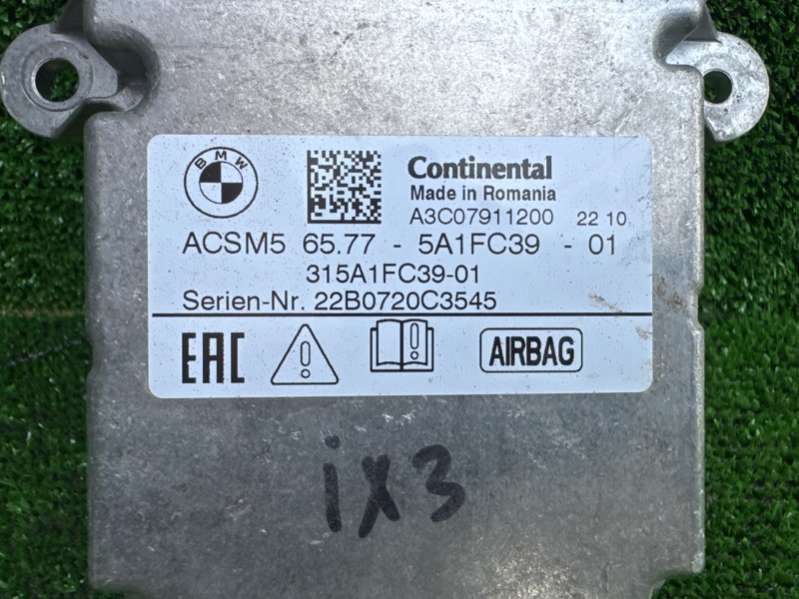 BMW
Continental
Made in Romania
A3C07911200 22 10
ACSM5 65.77 - 5A1FC39 - 01
315A1FC39-01
Serien-Nr. 22B0720C3545
EAC
AIRBAG
ix3